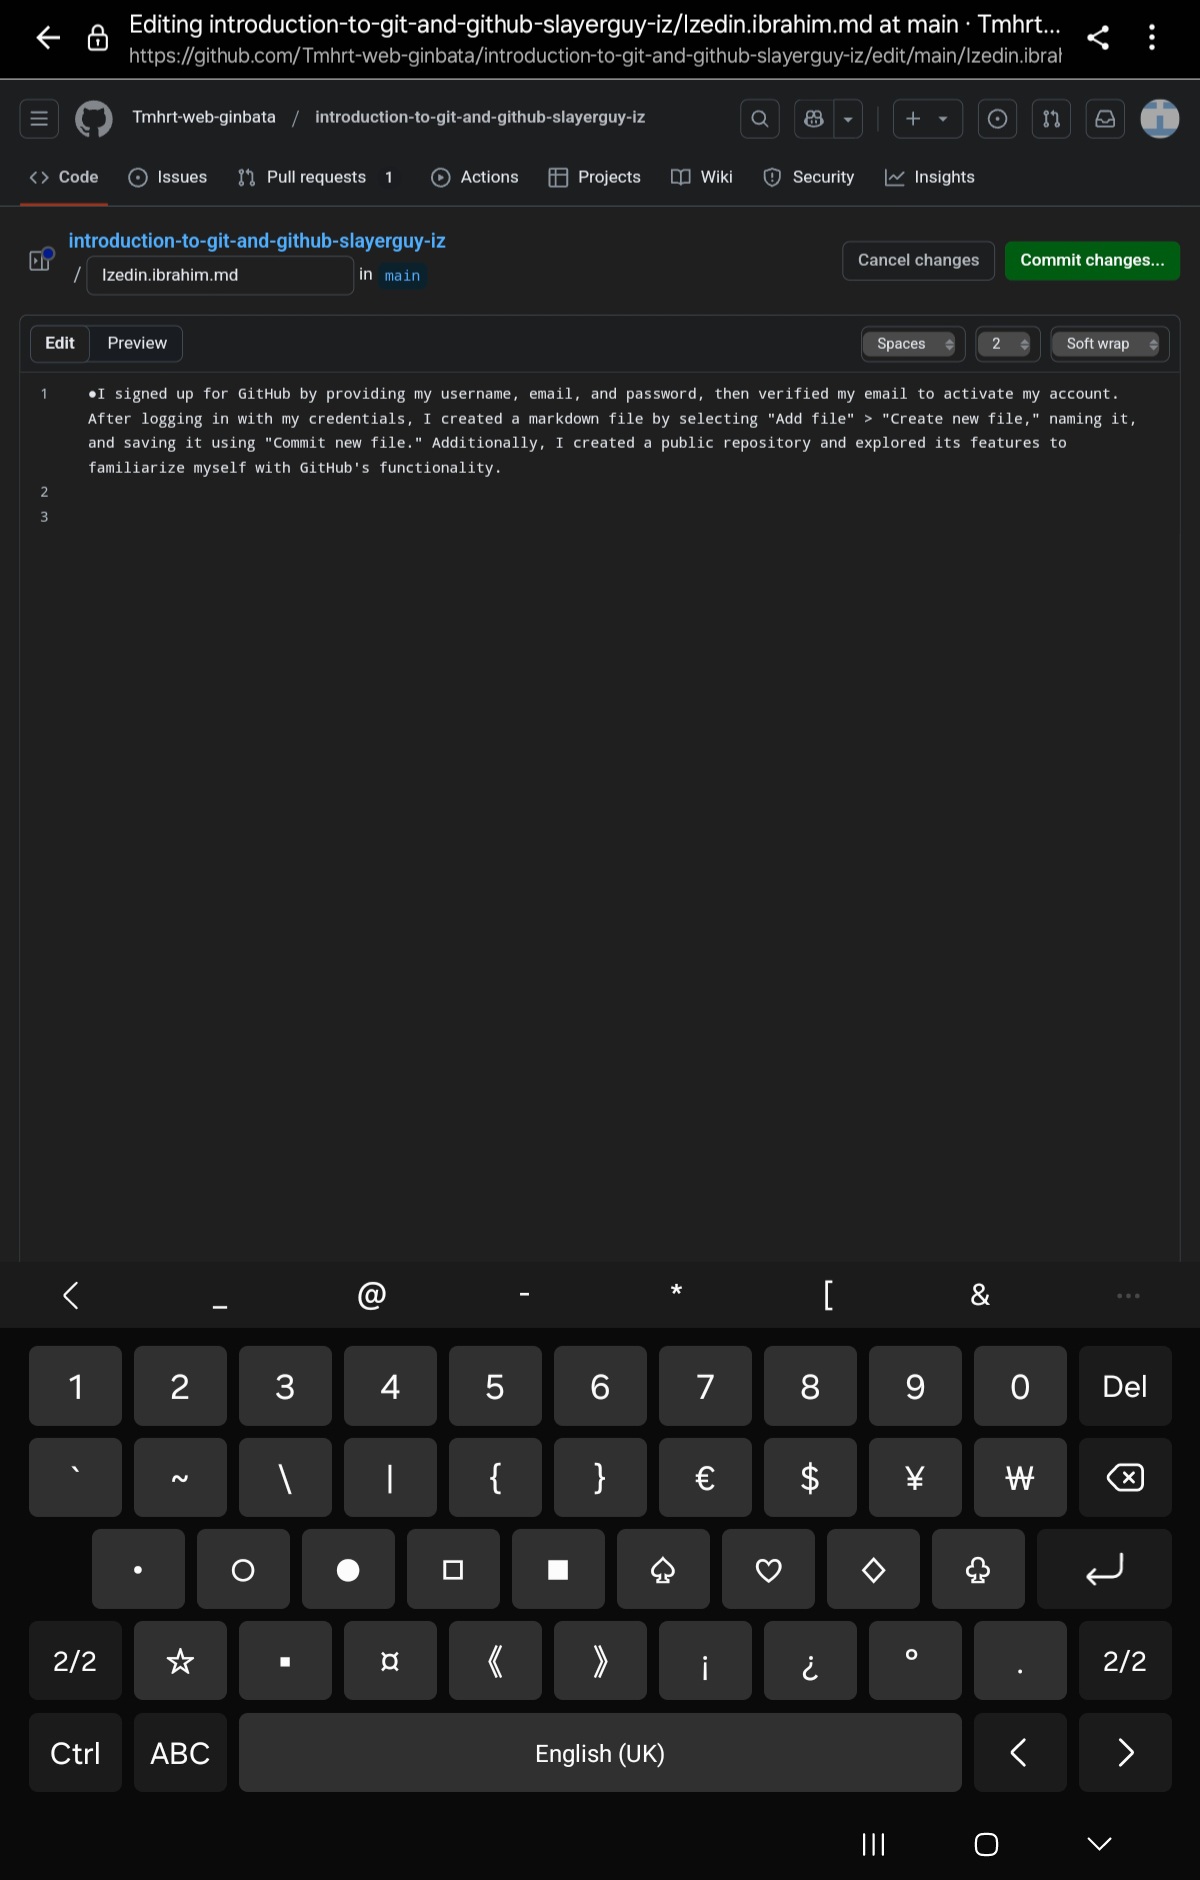 Editing introduction-to-git-and-github-slayerguy-iz/Izedin.ibrahim.md at main · Tmhrt...
https://github.com/Tmhrt-web-ginbata/introduction-to-git-and-github-slayerguy-iz/edit/main/Izedin.ibrah
Tmhrt-web-ginbata / introduction-to-git-and-github-slayerguy-iz
Code Issues Pull requests 1 Actions Projects Wiki Security Insights
introduction-to-git-and-github-slayerguy-iz
/ Izedin.ibrahim.md in main
Cancel changes Commit changes...
Edit Preview Spaces 2 Soft wrap
1 ●I signed up for GitHub by providing my username, email, and password, then verified my email to activate my account.
After logging in with my credentials, I created a markdown file by selecting "Add file" > "Create new file," naming it,
and saving it using "Commit new file." Additionally, I created a public repository and explored its features to
familiarize myself with GitHub's functionality.
2
3
_ @ - * [ & ...
1 2 3 4 5 6 7 8 9 0 Del
` ~ \ | { } € $ ¥ ₩
• ○ ● □ ■ ♤ ♡ ◇ ♧
2/2 ☆ ▪ ¤ 《 》 ¡ ¿ ° . 2/2
Ctrl ABC English (UK) < >